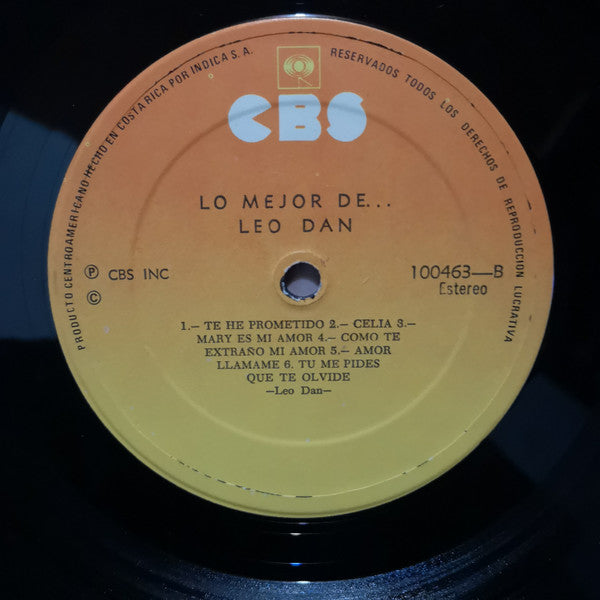 PRODUCTO CENTROAMERICANO HECHO EN COSTA RICA POR INDICA S.A.
RESERVADOS TODOS LOS DERECHOS DE REPRODUCCION LUCRATIVA
CBS
LO MEJOR DE...
LEO DAN
Ⓟ CBS INC
©
100463—B
Estereo
1.— TE HE PROMETIDO 2.— CELIA 3.—
MARY ES MI AMOR 4.— COMO TE
EXTRAÑO MI AMOR 5.— AMOR
LLAMAME 6. TU ME PIDES
QUE TE OLVIDE
—Leo Dan—